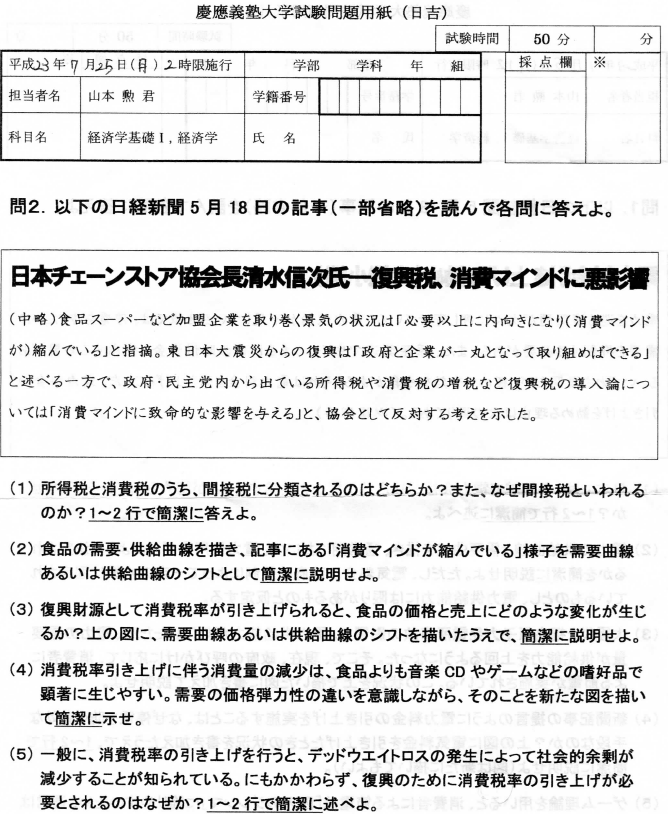 慶應義塾大学試験問題用紙(日吉)
試験時間 50 分 分
平成23年7月25日(月)2時限施行 学部 学科 年 組 採点欄 ※
担当者名 山本 勲 君 学籍番号
科目名 経済学基礎Ⅰ,経済学 氏 名
問2.以下の日経新聞5月18日の記事(一部省略)を読んで各問に答えよ。
日本チェーンストア協会長清水信次氏―復興税、消費マインドに悪影響
(中略)食品スーパーなど加盟企業を取り巻く景気の状況は「必要以上に内向きになり(消費マインド
が)縮んでいる」と指摘。東日本大震災からの復興は「政府と企業が一丸となって取り組めばできる」
と述べる一方で、政府・民主党内から出ている所得税や消費税の増税など復興税の導入論につ
いては「消費マインドに致命的な影響を与える」と、協会として反対する考えを示した。
(1) 所得税と消費税のうち、間接税に分類されるのはどちらか?また、なぜ間接税といわれる
のか?1~2行で簡潔に答えよ。
(2) 食品の需要・供給曲線を描き、記事にある「消費マインドが縮んでいる」様子を需要曲線
あるいは供給曲線のシフトとして簡潔に説明せよ。
(3) 復興財源として消費税率が引き上げられると、食品の価格と売上にどのような変化が生じ
るか?上の図に、需要曲線あるいは供給曲線のシフトを描いたうえで、簡潔に説明せよ。
(4) 消費税率引き上げに伴う消費量の減少は、食品よりも音楽CDやゲームなどの嗜好品で
顕著に生じやすい。需要の価格弾力性の違いを意識しながら、そのことを新たな図を描い
て簡潔に示せ。
(5) 一般に、消費税率の引き上げを行うと、デッドウエイトロスの発生によって社会的余剰が
減少することが知られている。にもかかわらず、復興のために消費税率の引き上げが必
要とされるのはなぜか?1~2行で簡潔に述べよ。